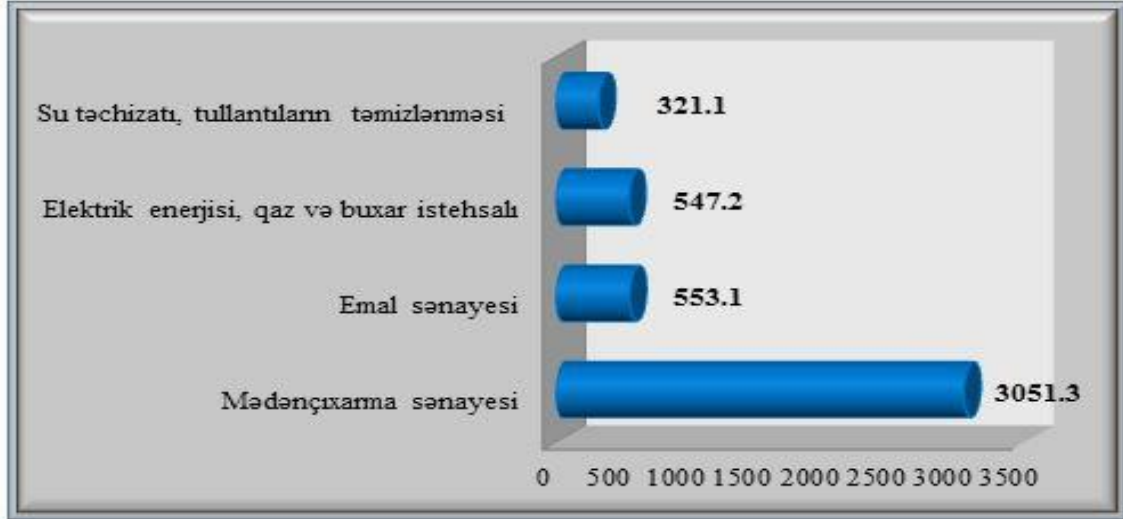 Su təchizatı, tullantıların təmizlənməsi
321.1
Elektrik enerjisi, qaz və buxar istehsalı
547.2
Emal sənayesi
553.1
Mədənçıxarma sənayesi
3051.3
0 500 1000 1500 2000 2500 3000 3500